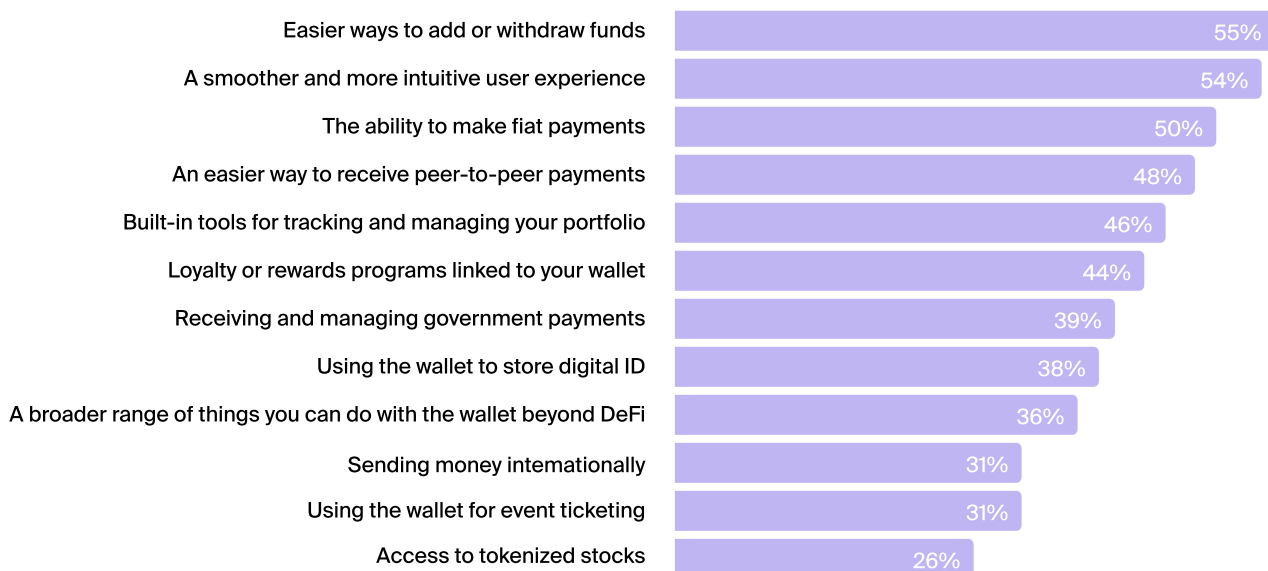 Easier ways to add or withdraw funds 55%
A smoother and more intuitive user experience 54%
The ability to make fiat payments 50%
An easier way to receive peer-to-peer payments 48%
Built-in tools for tracking and managing your portfolio 46%
Loyalty or rewards programs linked to your wallet 44%
Receiving and managing government payments 39%
Using the wallet to store digital ID 38%
A broader range of things you can do with the wallet beyond DeFi 36%
Sending money intemationally 31%
Using the wallet for event ticketing 31%
Access to tokenized stocks 26%